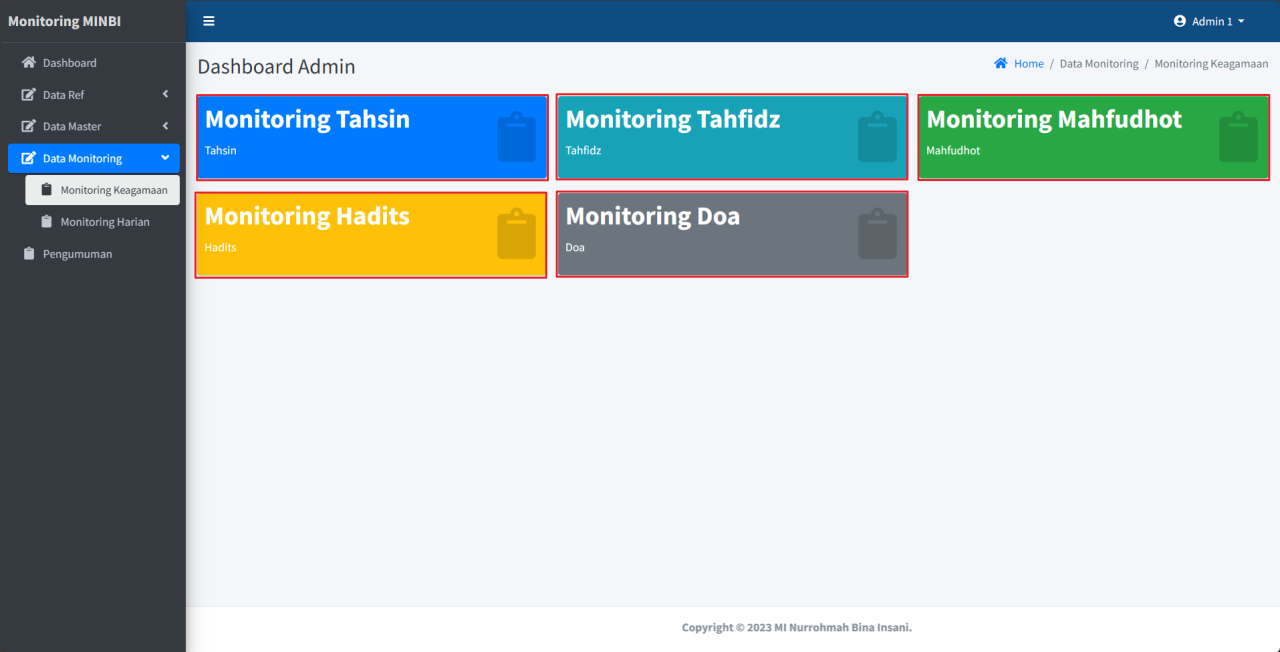 Monitoring MINBI
Admin 1
Dashboard
Data Ref
Data Master
Data Monitoring
Monitoring Keagamaan
Monitoring Harian
Pengumuman
Dashboard Admin
Home / Data Monitoring / Monitoring Keagamaan
Monitoring Tahsin
Tahsin
Monitoring Tahfidz
Tahfidz
Monitoring Mahfudhot
Mahfudhot
Monitoring Hadits
Hadits
Monitoring Doa
Doa
Copyright © 2023 MI Nurrohmah Bina Insani.